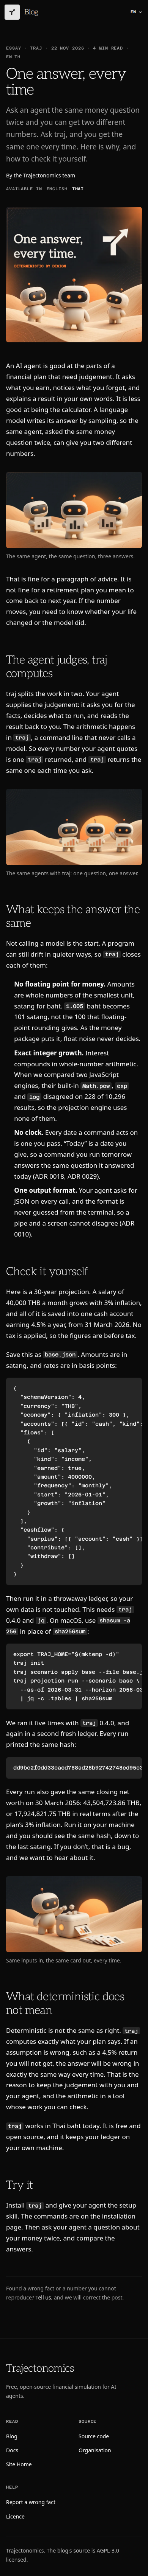 Blog
EN
ESSAY · TRAJ · 22 NOV 2026 · 4 MIN READ ·
EN TH
One answer, every
time
Ask an agent the same money question
twice and you can get two different
numbers. Ask traj, and you get the
same one every time. Here is why, and
how to check it yourself.
By the Trajectonomics team
AVAILABLE IN ENGLISH THAI
One answer,
every time.
DETERMINISTIC BY DESIGN
An AI agent is good at the parts of a
financial plan that need judgement. It asks
what you earn, notices what you forgot, and
explains a result in your own words. It is less
good at being the calculator. A language
model writes its answer by sampling, so the
same agent, asked the same money
question twice, can give you two different
numbers.
The same agent, the same question, three answers.
That is fine for a paragraph of advice. It is
not fine for a retirement plan you mean to
come back to next year. If the number
moves, you need to know whether your life
changed or the model did.
The agent judges, traj
computes
traj splits the work in two. Your agent
supplies the judgement: it asks you for the
facts, decides what to run, and reads the
result back to you. The arithmetic happens
in traj, a command line that never calls a
model. So every number your agent quotes
is one traj returned, and traj returns the
same one each time you ask.
The same agents with traj: one question, one answer.
What keeps the answer the
same
Not calling a model is the start. A program
can still drift in quieter ways, so traj closes
each of them:
No floating point for money. Amounts
are whole numbers of the smallest unit,
satang for baht. 1.005 baht becomes
101 satang, not the 100 that floating-
point rounding gives. As the money
package puts it, float noise never decides.
Exact integer growth. Interest
compounds in whole-number arithmetic.
When we compared two JavaScript
engines, their built-in Math.pow, exp
and log disagreed on 228 of 10,296
results, so the projection engine uses
none of them.
No clock. Every date a command acts on
is one you pass. “Today” is a date you
give, so a command you run tomorrow
gives the same question it answered
today (ADR 0018, ADR 0029).
One output format. Your agent asks for
JSON on every call, and the format is
never guessed from the terminal, so a
pipe and a screen cannot disagree (ADR
0010).
Check it yourself
Here is a 30-year projection. A salary of
40,000 THB a month grows with 3% inflation,
and all of it is saved into one cash account
earning 4.5% a year, from 31 March 2026. No
tax is applied, so the figures are before tax.
Save this as base.json. Amounts are in
satang, and rates are in basis points:
{
"schemaVersion": 4,
"currency": "THB",
"economy": { "inflation": 300 },
"accounts": [{ "id": "cash", "kind":
"flows": [
{
"id": "salary",
"kind": "income",
"earned": true,
"amount": 4000000,
"frequency": "monthly",
"start": "2026-01-01",
"growth": "inflation"
}
],
"cashflow": {
"surplus": [{ "account": "cash" }]
"contribute": [],
"withdraw": []
}
}
Then run it in a throwaway ledger, so your
own data is not touched. This needs traj
0.4.0 and jq. On macOS, use shasum -a
256 in place of sha256sum:
export TRAJ_HOME="$(mktemp -d)"
traj init
traj scenario apply base --file base.j
traj projection run --scenario base \
--as-of 2026-03-31 --horizon 2056-03
| jq -c .tables | sha256sum
We ran it five times with traj 0.4.0, and
again in a second fresh ledger. Every run
printed the same hash:
Every run also gave the same closing net
worth on 30 March 2056: 43,504,723.86 THB,
or 17,924,821.75 THB in real terms after the
plan's 3% inflation. Run it on your machine
and you should see the same hash, down to
the last satang. If you don't, that is a bug,
and we want to hear about it.
Same inputs in, the same card out, every time.
What deterministic does
not mean
Deterministic is not the same as right. traj
computes exactly what your plan says. If an
assumption is wrong, such as a 4.5% return
you will not get, the answer will be wrong in
exactly the same way every time. That is the
reason to keep the judgement with you and
your agent, and the arithmetic in a tool
whose work you can check.
traj works in Thai baht today. It is free and
open source, and it keeps your ledger on
your own machine.
Try it
Install traj and give your agent the setup
skill. The commands are on the installation
page. Then ask your agent a question about
your money twice, and compare the
answers.
Found a wrong fact or a number you cannot
reproduce? Tell us, and we will correct the post.
Trajectonomics
Free, open-source financial simulation for AI
agents.
READ
Blog
Docs
Site Home
SOURCE
Source code
Organisation
HELP
Report a wrong fact
Licence
Trajectonomics. The blog's source is AGPL-3.0
licensed.